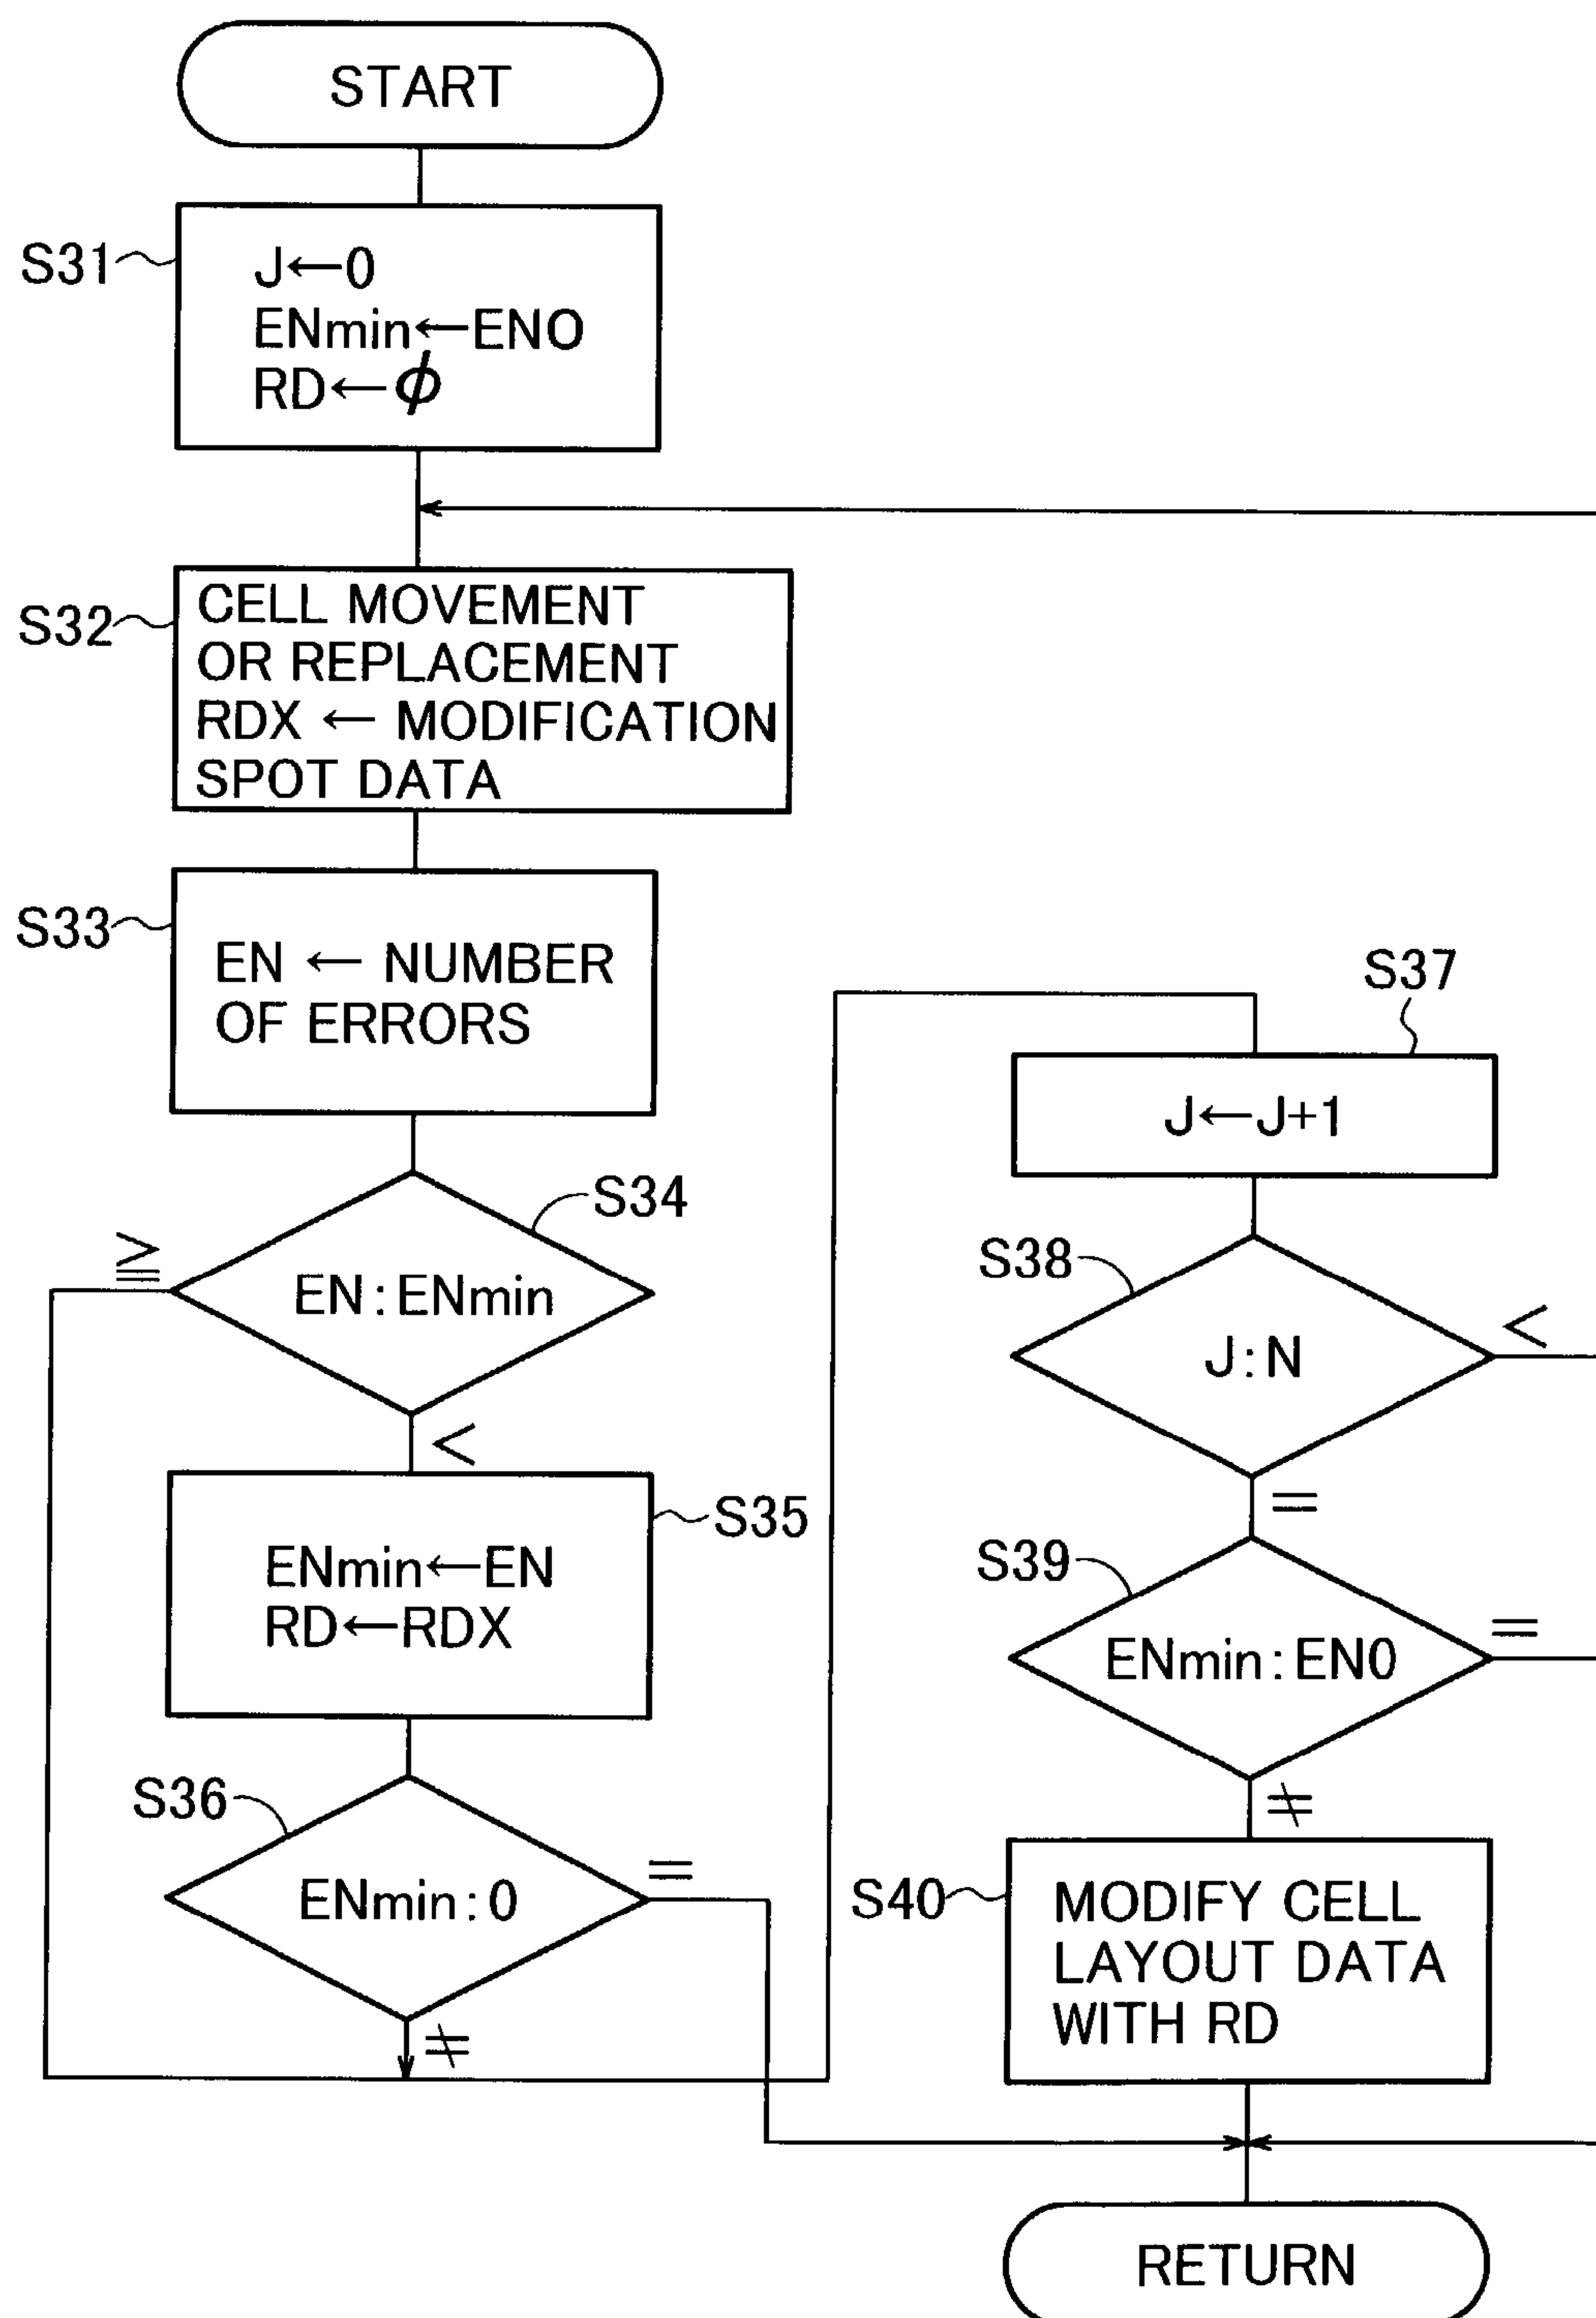 START
S31
J←0
ENmin←EN0
RD←ϕ
S32
CELL MOVEMENT
OR REPLACEMENT
RDX ← MODIFICATION
SPOT DATA
S33
EN ← NUMBER
OF ERRORS
S34
≧
EN:ENmin
<
S35
ENmin←EN
RD←RDX
S36
ENmin:0
=
≠
S37
J←J+1
S38
J:N
<
=
S39
ENmin:EN0
=
≠
S40
MODIFY CELL
LAYOUT DATA
WITH RD
RETURN